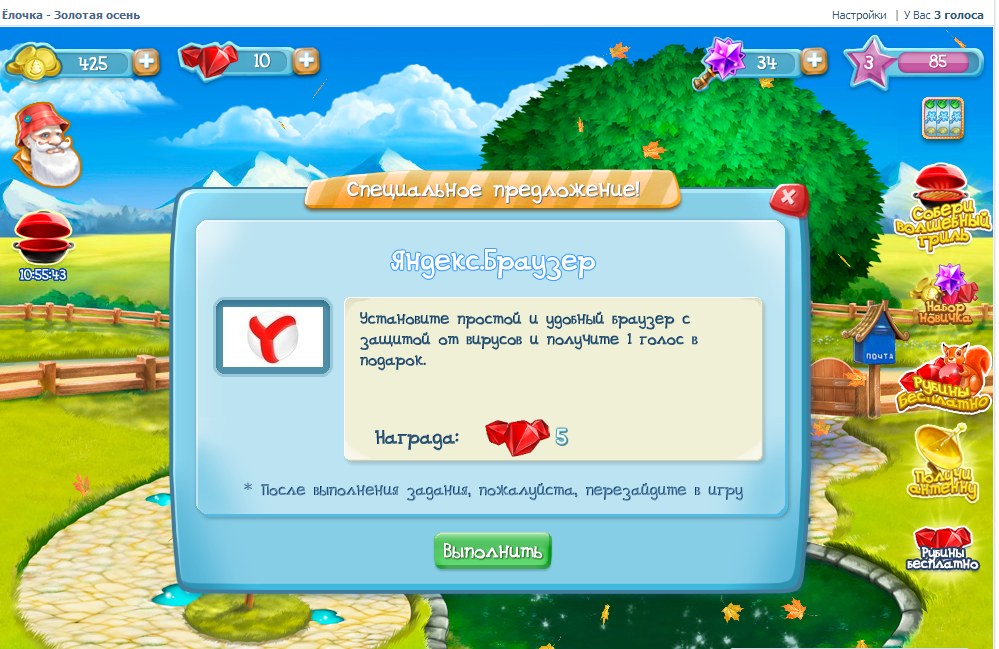 Ёлочка - Золотая осень
Настройки | У Вас 3 голоса
425
10
34
3
85
10:55:43
Специальное предложение!
Яндекс.Браузер
Установите простой и удобный браузер с
защитой от вирусов и получите 1 голос в
подарок.
Награда:
5
* После выполнения задания, пожалуйста, перезайдите в игру
Выполнить
Собери
волшебный
гриль
Набор
Новичка
ПОЧТА
Рубины
бесплатно
Получи
антенну
Рубины
бесплатно